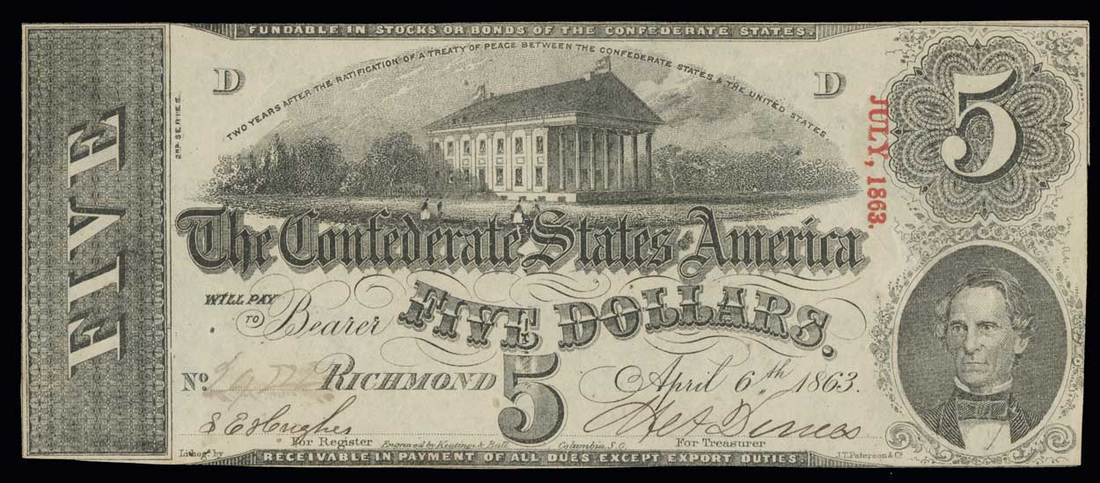 FUNDABLE IN STOCKS OR BONDS OF THE CONFEDERATE STATES.
TWO YEARS AFTER THE RATIFICATION OF A TREATY OF PEACE BETWEEN THE CONFEDERATE STATES & THE UNITED STATES
D D
2ND SERIES.
FIVE
5
JULY, 1863.
The Confederate States of America
WILL PAY
TO Bearer
FIVE DOLLARS.
No. RICHMOND 5 April 6th 1863.
For Register
Engraved by Keatinge & Ball Columbia, S.C.
For Treasurer
Lithogd. by J.T. Paterson & C.
RECEIVABLE IN PAYMENT OF ALL DUES EXCEPT EXPORT DUTIES.